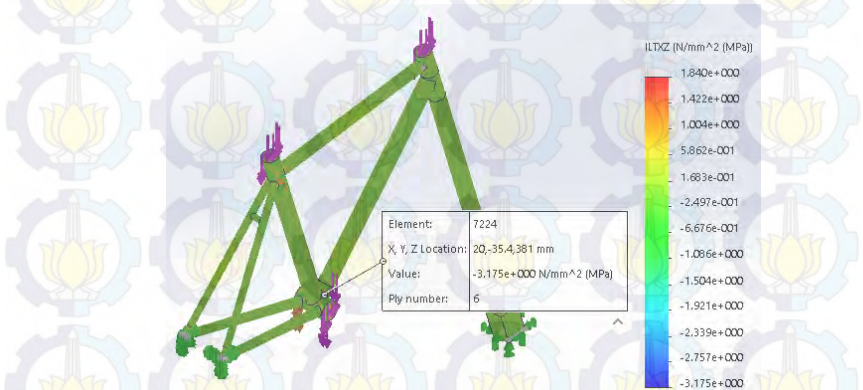 ILTXZ (N/mm^2 (MPa))
1.840e+000
1.422e+000
1.004e+000
5.862e-001
1.683e-001
-2.497e-001
-6.676e-001
-1.086e+000
-1.504e+000
-1.921e+000
-2.339e+000
-2.757e+000
-3.175e+000
Element: 7224
X, Y, Z Location: 20,-35.4,381 mm
Value: -3.175e+000 N/mm^2 (MPa)
Ply number: 6